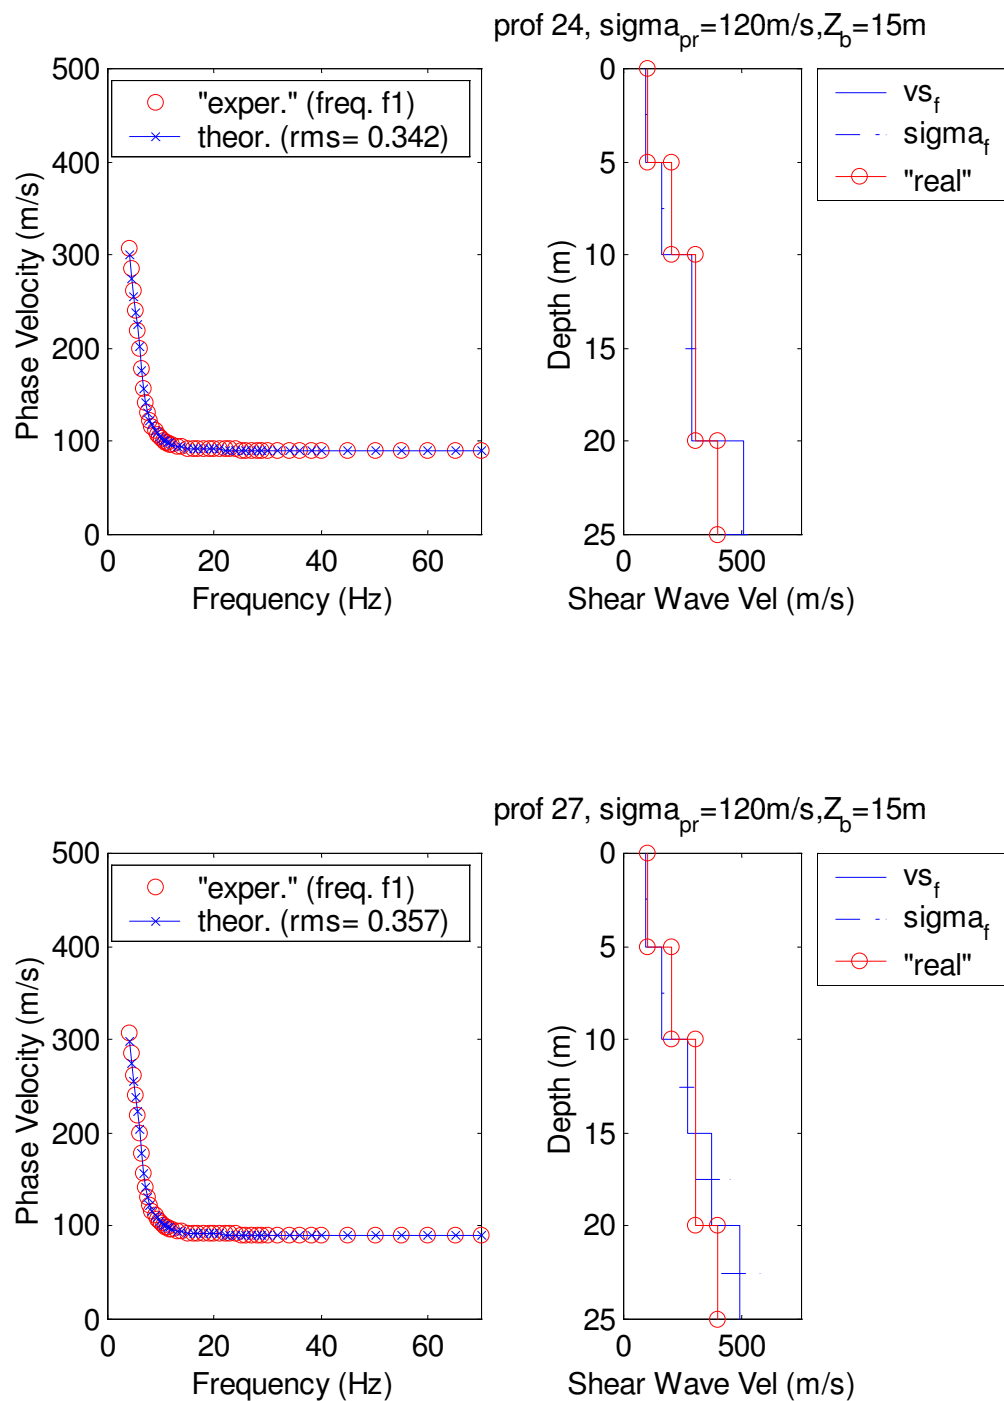 prof 24, sigma_pr=120m/s,Z_b=15m
500
400
300
200
100
0
0 20 40 60
Phase Velocity (m/s)
Frequency (Hz)
"exper." (freq. f1)
theor. (rms= 0.342)
0
5
10
15
20
25
0 500
Depth (m)
Shear Wave Vel (m/s)
vs_f
sigma_f
"real"
prof 27, sigma_pr=120m/s,Z_b=15m
500
400
300
200
100
0
0 20 40 60
Phase Velocity (m/s)
Frequency (Hz)
"exper." (freq. f1)
theor. (rms= 0.357)
0
5
10
15
20
25
0 500
Depth (m)
Shear Wave Vel (m/s)
vs_f
sigma_f
"real"